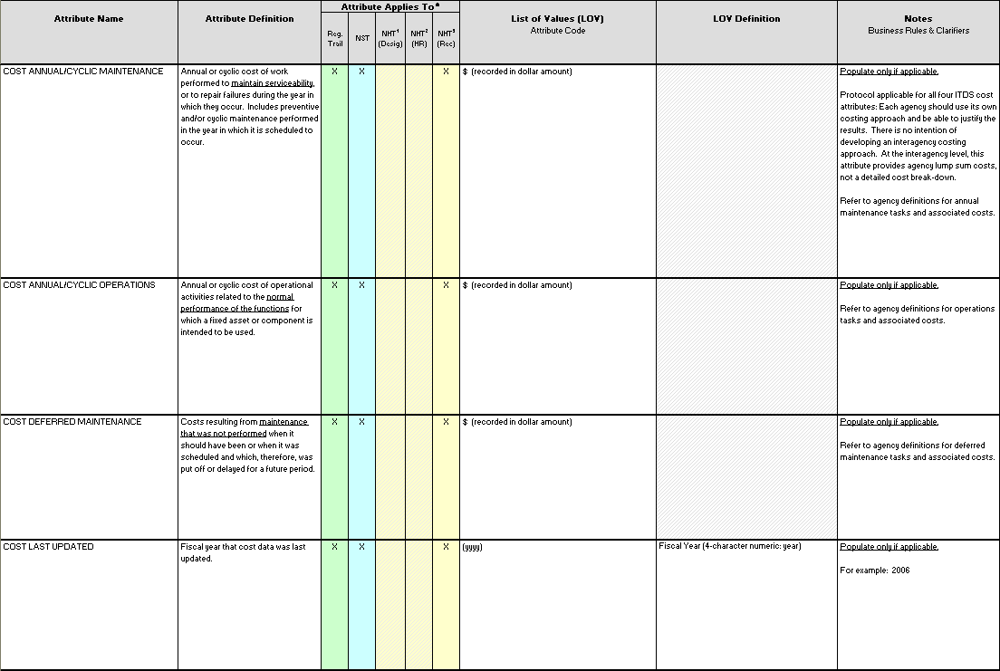 Attribute Name
Attribute Definition
Attribute Applies To*
Reg.
Trail
NST
NHT¹
(Desig)
NHT²
(HR)
NHT³
(Rec)
List of Values (LOV)
Attribute Code
LOV Definition
Notes
Business Rules & Clarifiers
COST ANNUAL/CYCLIC MAINTENANCE
Annual or cyclic cost of work
performed to maintain serviceability,
or to repair failures during the year in
which they occur.  Includes preventive
and/or cyclic maintenance performed
in the year in which it is scheduled to
occur.
X
X
X
$ (recorded in dollar amount)
Populate only if applicable.
Protocol applicable for all four ITDS cost
attributes: Each agency should use its own
costing approach and be able to justify the
results.  There is no intention of
developing an interagency costing
approach.  At the interagency level, this
attribute provides agency lump sum costs,
not a detailed cost break-down.
Refer to agency definitions for annual
maintenance tasks and associated costs.
COST ANNUAL/CYCLIC OPERATIONS
Annual or cyclic cost of operational
activities related to the normal
performance of the functions for
which a fixed asset or component is
intended to be used.
X
X
X
$ (recorded in dollar amount)
Populate only if applicable.
Refer to agency definitions for operations
tasks and associated costs.
COST DEFERRED MAINTENANCE
Costs resulting from maintenance
that was not performed when it
should have been or when it was
scheduled and which, therefore, was
put off or delayed for a future period.
X
X
X
$ (recorded in dollar amount)
Populate only if applicable.
Refer to agency definitions for deferred
maintenance tasks and associated costs.
COST LAST UPDATED
Fiscal year that cost data was last
updated.
X
X
X
(yyyy)
Fiscal Year (4-character numeric: year)
Populate only if applicable.
For example:  2006